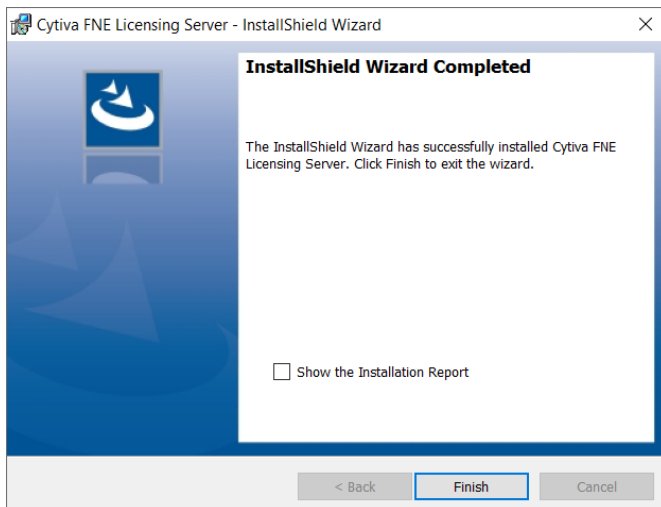 Cytiva FNE Licensing Server - InstallShield Wizard
InstallShield Wizard Completed
The InstallShield Wizard has successfully installed Cytiva FNE
Licensing Server. Click Finish to exit the wizard.
Show the Installation Report
< Back
Finish
Cancel